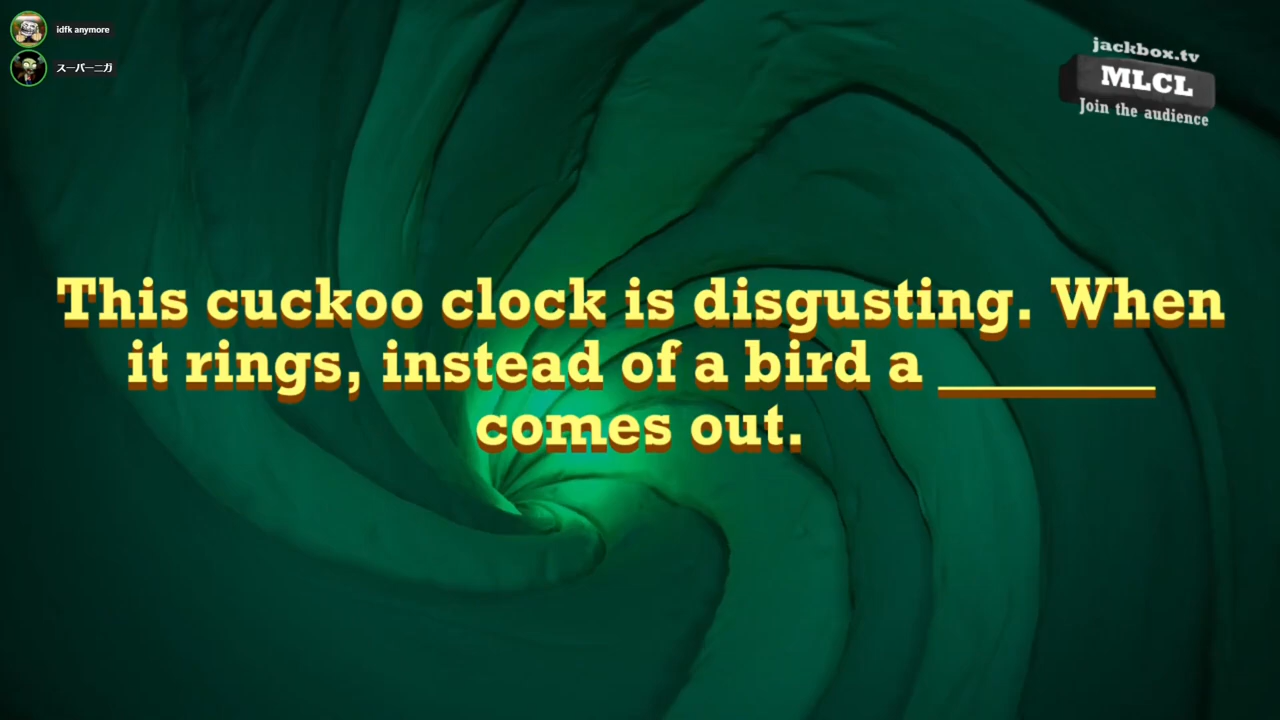 idfk anymore
スーパーニガ
jackbox.tv
MLCL
Join the audience
This cuckoo clock is disgusting. When
it rings, instead of a bird a ________
comes out.